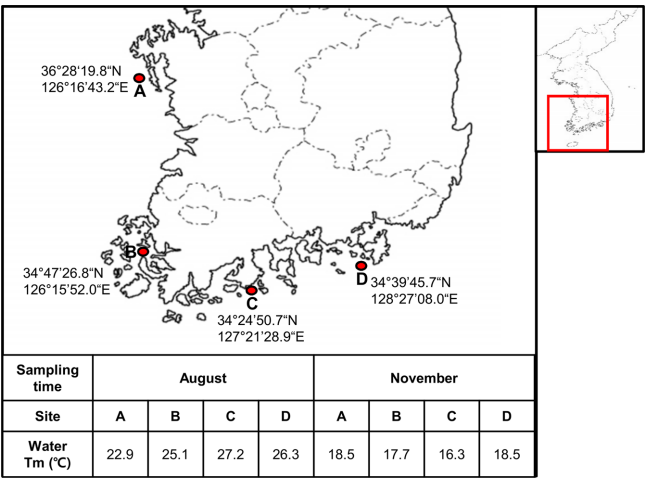 36°28‘19.8“N
126°16’43.2“E
A
B
34°47’26.8“N
126°15’52.0“E
C
34°24’50.7“N
127°21’28.9“E
D
34°39’45.7“N
128°27’08.0“E
Sampling time August November
Site A B C D A B C D
Water Tm (℃) 22.9 25.1 27.2 26.3 18.5 17.7 16.3 18.5